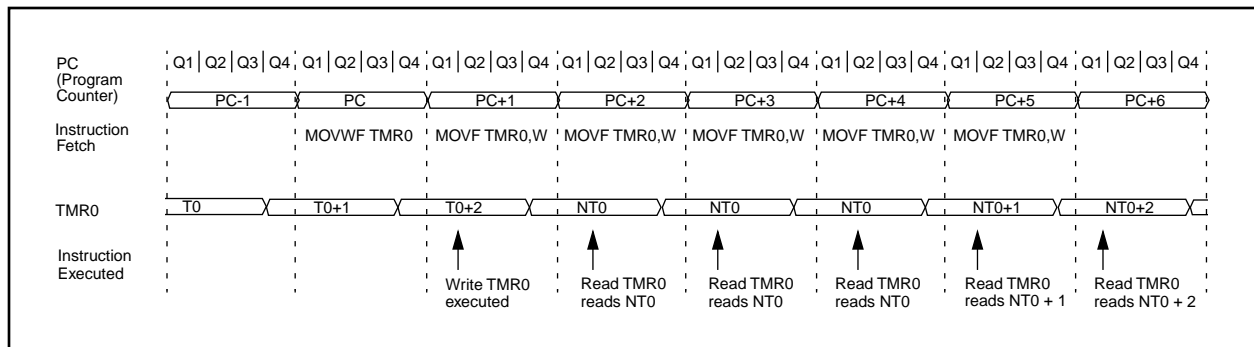 PC
(Program
Counter)
Q1 Q2 Q3 Q4 Q1 Q2 Q3 Q4 Q1 Q2 Q3 Q4 Q1 Q2 Q3 Q4 Q1 Q2 Q3 Q4 Q1 Q2 Q3 Q4 Q1 Q2 Q3 Q4 Q1 Q2 Q3 Q4
PC-1 PC PC+1 PC+2 PC+3 PC+4 PC+5 PC+6
Instruction
Fetch
MOVWF TMR0 MOVF TMR0,W MOVF TMR0,W MOVF TMR0,W MOVF TMR0,W MOVF TMR0,W
TMR0
T0 T0+1 T0+2 NT0 NT0 NT0 NT0+1 NT0+2
Instruction
Executed
Write TMR0
executed
Read TMR0
reads NT0
Read TMR0
reads NT0
Read TMR0
reads NT0
Read TMR0
reads NT0 + 1
Read TMR0
reads NT0 + 2